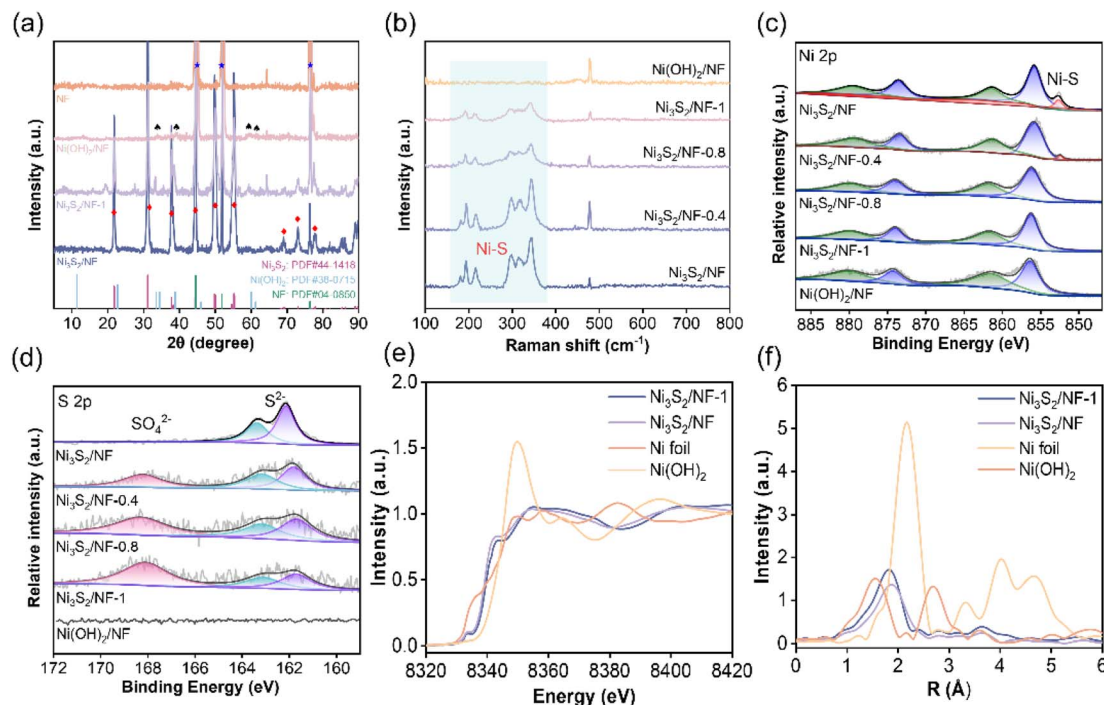 (a)
Intensity (a.u.)
NF
Ni(OH)₂/NF
Ni₃S₂/NF-1
Ni₃S₂/NF
Ni₃S₂: PDF#44-1418
Ni(OH)₂: PDF#38-0715
NF: PDF#04-0850
10 20 30 40 50 60 70 80 90
2θ (degree)
(b)
Intensity (a.u.)
Ni(OH)₂/NF
Ni₃S₂/NF-1
Ni₃S₂/NF-0.8
Ni₃S₂/NF-0.4
Ni-S
Ni₃S₂/NF
100 200 300 400 500 600 700 800
Raman shift (cm⁻¹)
(c)
Relative intensity (a.u.)
Ni 2p
Ni-S
Ni₃S₂/NF
Ni₃S₂/NF-0.4
Ni₃S₂/NF-0.8
Ni₃S₂/NF-1
Ni(OH)₂/NF
885 880 875 870 865 860 855 850
Binding Energy (eV)
(d)
Relative intensity (a.u.)
S 2p
S²⁻
SO₄²⁻
Ni₃S₂/NF
Ni₃S₂/NF-0.4
Ni₃S₂/NF-0.8
Ni₃S₂/NF-1
Ni(OH)₂/NF
172 170 168 166 164 162 160
Binding Energy (eV)
(e)
Intensity (a.u.)
2.0
1.5
1.0
0.5
0.0
Ni₃S₂/NF-1
Ni₃S₂/NF
Ni foil
Ni(OH)₂
8320 8340 8360 8380 8400 8420
Energy (eV)
(f)
Intensity (a.u.)
6
5
4
3
2
1
0
Ni₃S₂/NF-1
Ni₃S₂/NF
Ni foil
Ni(OH)₂
0 1 2 3 4 5 6
R (Å)